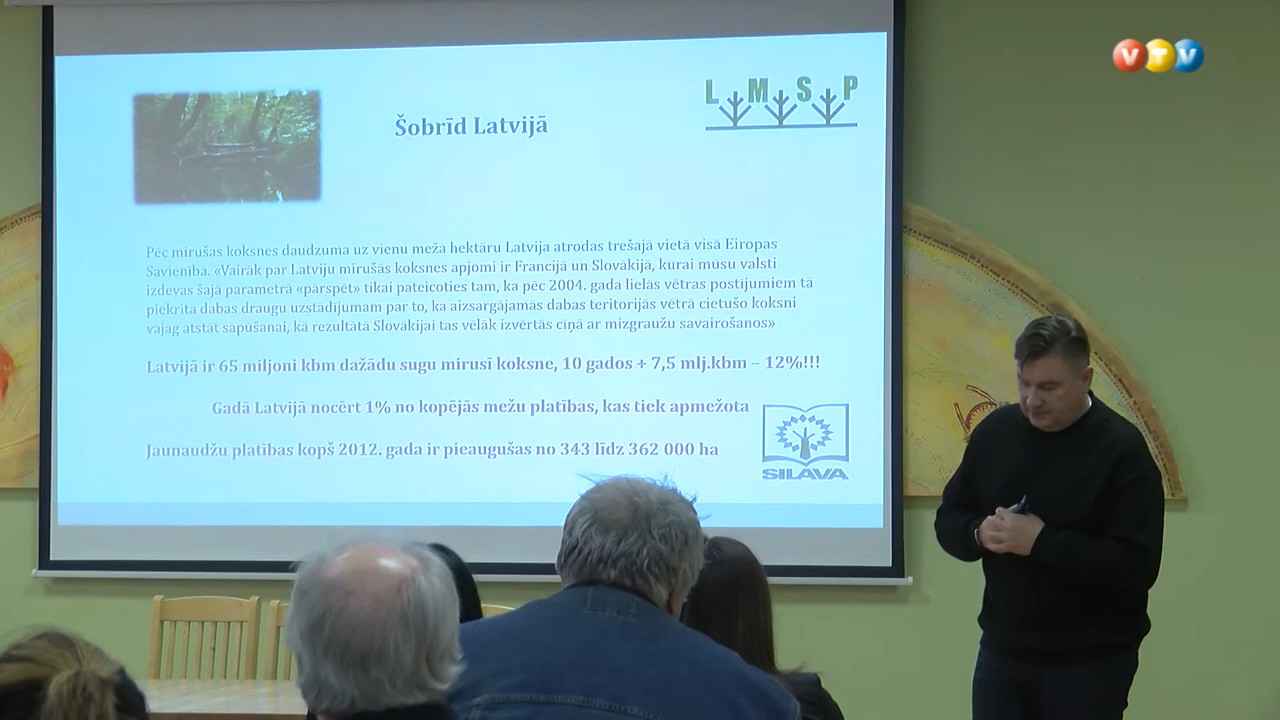 VTV
L M S P
Šobrīd Latvijā
Pēc mirušas koksnes daudzuma uz vienu meža hektāru Latvija atrodas trešajā vietā visā Eiropas
Savienībā. «Vairāk par Latviju mirušās koksnes apjomi ir Francijā un Slovākijā, kurai mūsu valsti
izdevās šajā parametrā «pārspēt» tikai pateicoties tam, ka pēc 2004. gada lielās vētras postījumiem tā
piekrita dabas draugu uzstādījumam par to, ka aizsargājamās dabas teritorijās vētrā cietušo koksni
vajag atstāt sapušanai, kā rezultātā Slovākijai tas vēlāk izvērtās cīņā ar mizgraužu savairošanos»
Latvijā ir 65 miljoni kbm dažādu sugu mirusī koksne, 10 gados + 7,5 mlj.kbm – 12%!!!
Gadā Latvijā nocērt 1% no kopējās mežu platības, kas tiek apmežota
Jaunaudžu platības kopš 2012. gada ir pieaugušas no 343 līdz 362 000 ha
SILAVA